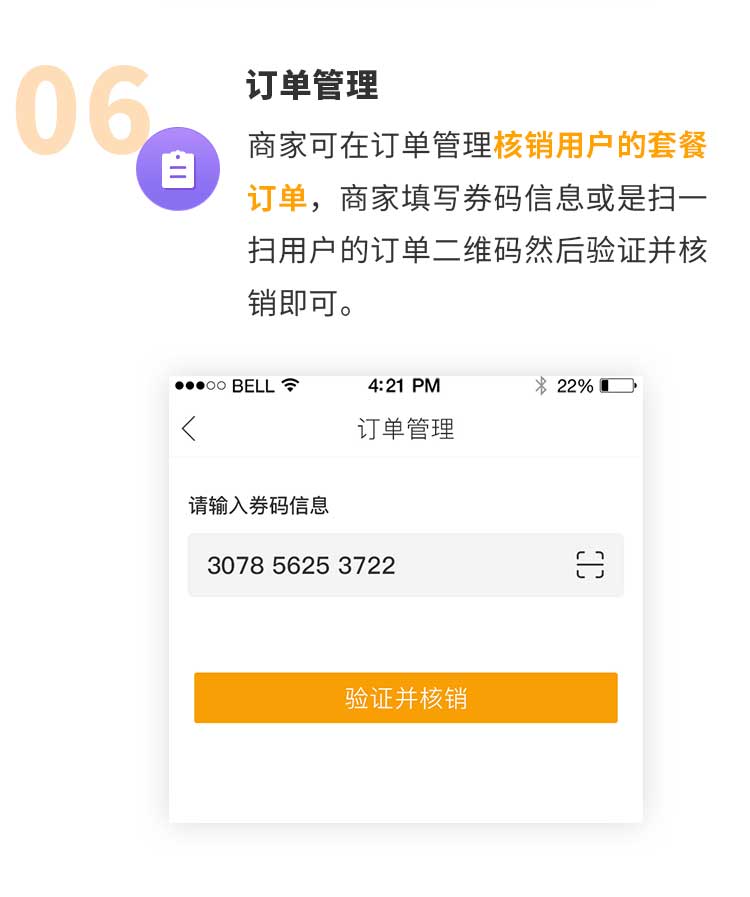 06
订单管理
商家可在订单管理核销用户的套餐
订单，商家填写券码信息或是扫一
扫用户的订单二维码然后验证并核
销即可。
BELL 4:21 PM 22%
订单管理
请输入券码信息
3078 5625 3722
验证并核销